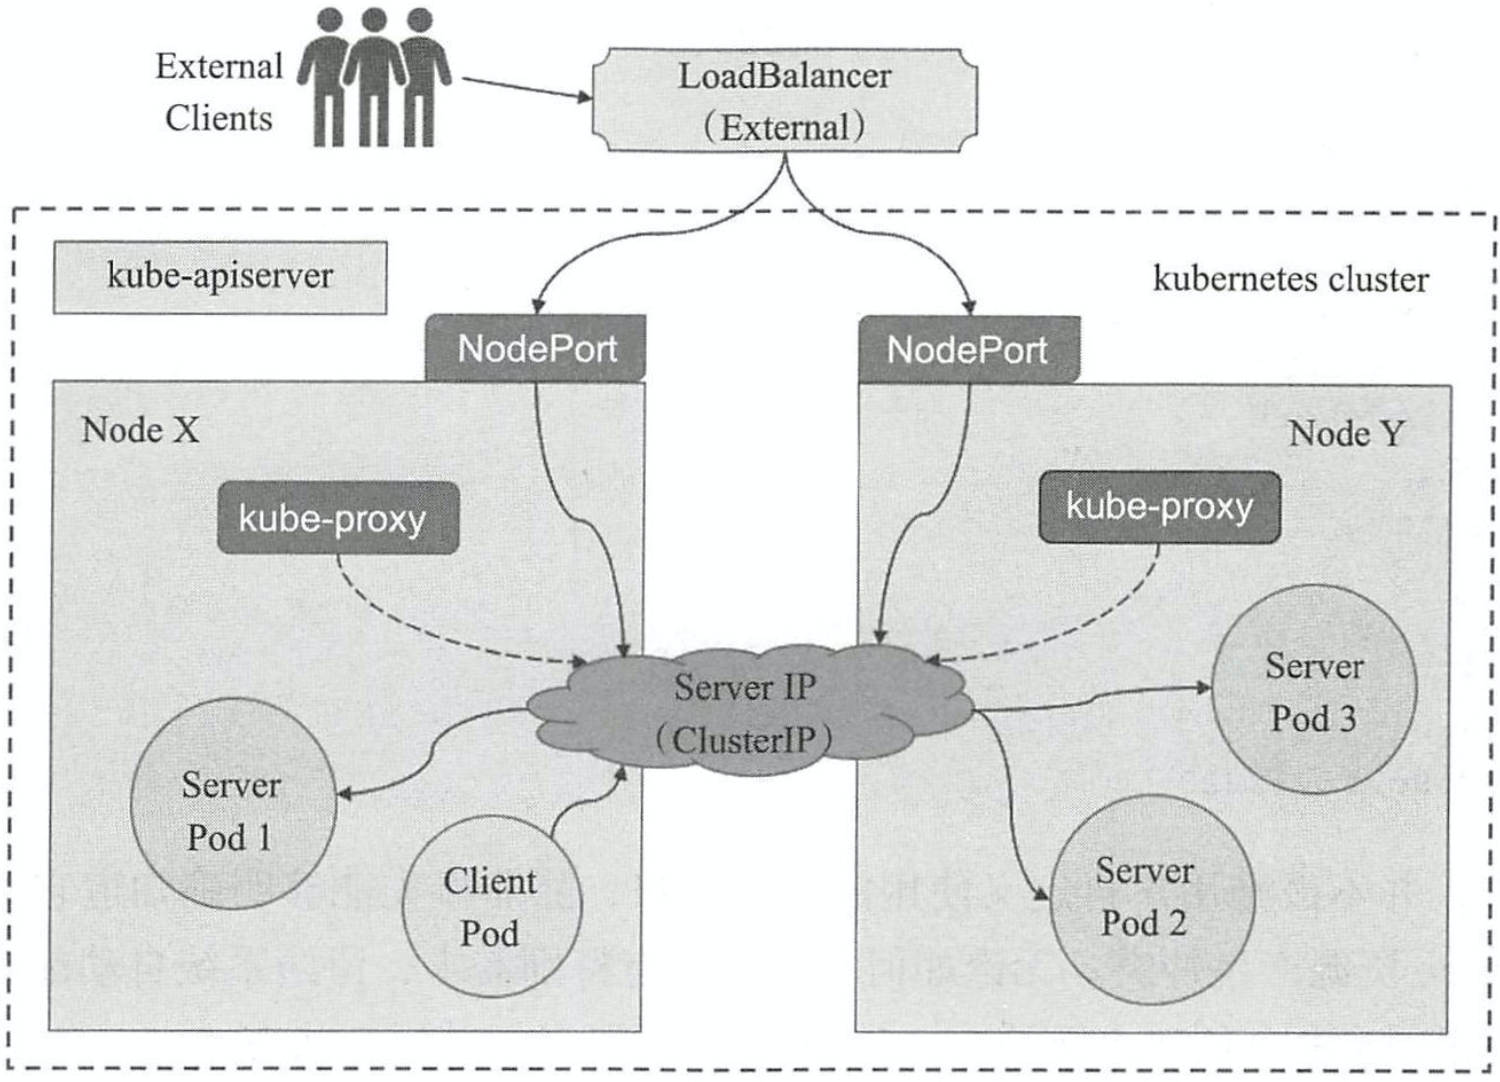 External
Clients
LoadBalancer
（External）
kube-apiserver
kubernetes cluster
NodePort
NodePort
Node X
Node Y
kube-proxy
kube-proxy
Server IP
（ClusterIP）
Server
Pod 3
Server
Pod 1
Client
Pod
Server
Pod 2